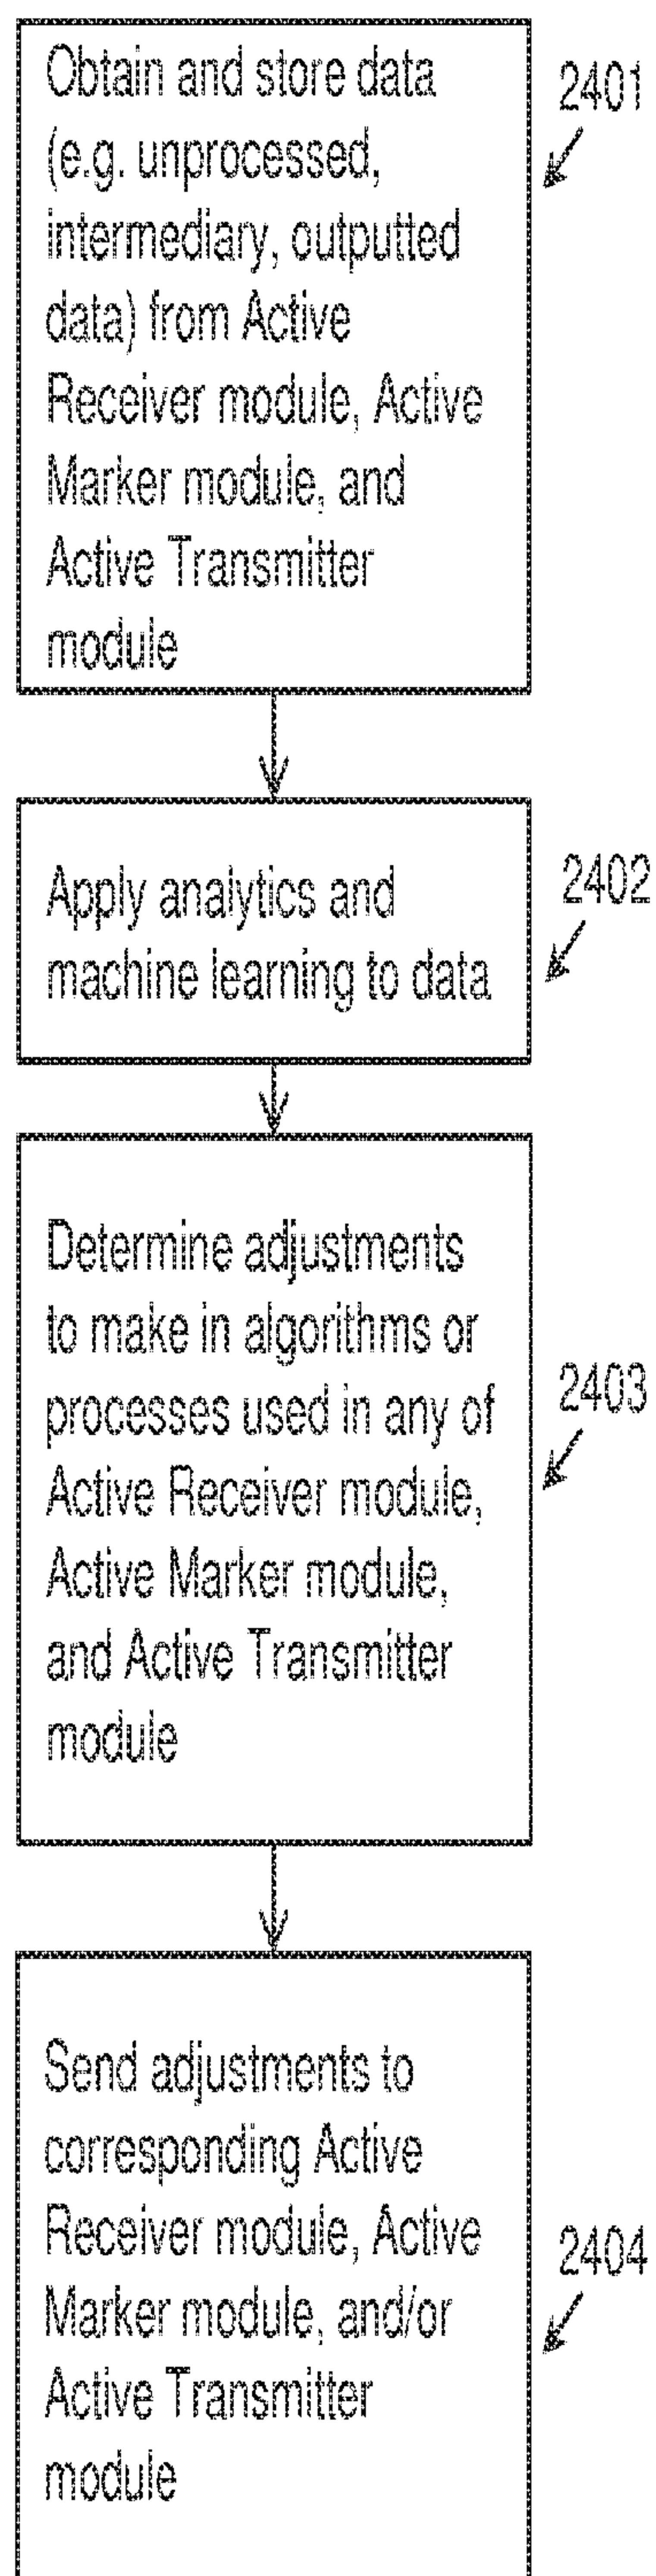 Obtain and store data
(e.g. unprocessed,
intermediary, outputted
data) from Active
Receiver module, Active
Marker module, and
Active Transmitter
module
2401
Apply analytics and
machine learning to data
2402
Determine adjustments
to make in algorithms or
processes used in any of
Active Receiver module,
Active Marker module,
and Active Transmitter
module
2403
Send adjustments to
corresponding Active
Receiver module, Active
Marker module, and/or
Active Transmitter
module
2404